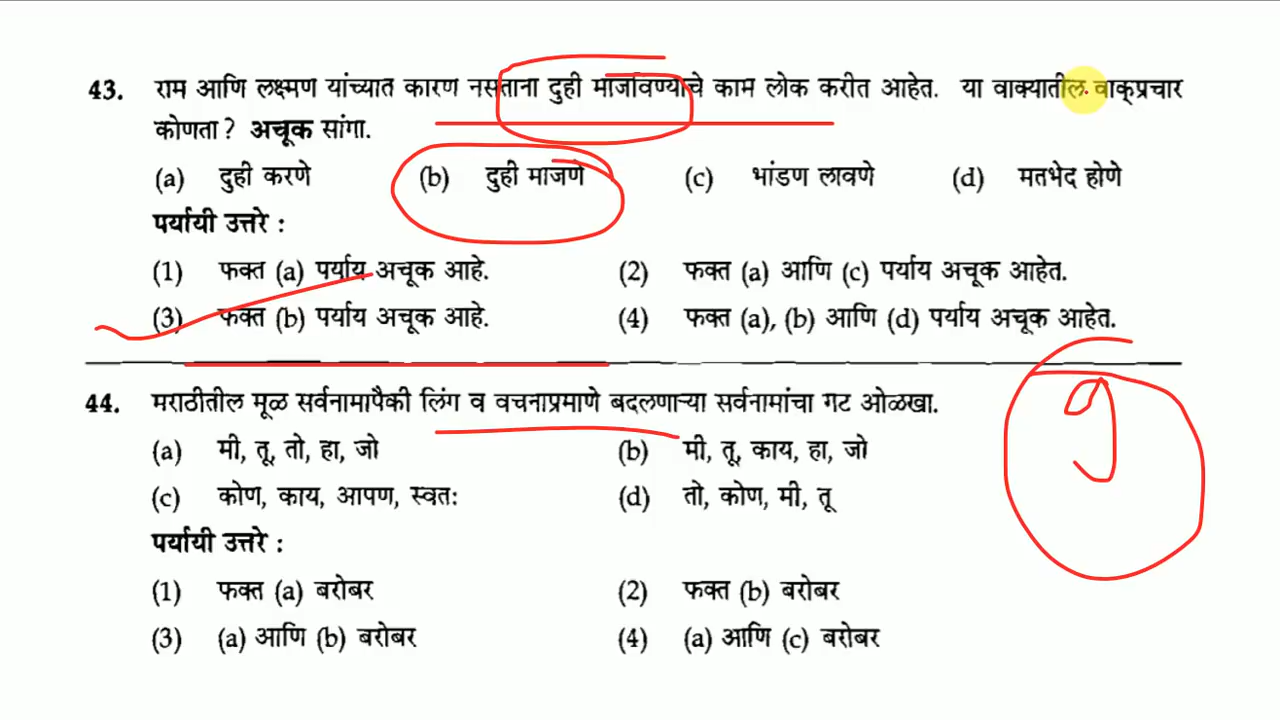 43. राम आणि लक्ष्मण यांच्यात कारण नसताना दुही माजविण्याचे काम लोक करीत आहेत. या वाक्यातील वाक्‌प्रचार
कोणता? अचूक सांगा.
(a) दुही करणे (b) दुही माजणे (c) भांडण लावणे (d) मतभेद होणे
पर्यायी उत्तरे :
(1) फक्त (a) पर्याय अचूक आहे. (2) फक्त (a) आणि (c) पर्याय अचूक आहेत.
(3) फक्त (b) पर्याय अचूक आहे. (4) फक्त (a), (b) आणि (d) पर्याय अचूक आहेत.
44. मराठीतील मूळ सर्वनामापैकी लिंग व वचनाप्रमाणे बदलणाऱ्या सर्वनामांचा गट ओळखा.
(a) मी, तू, तो, हा, जो (b) मी, तू, काय, हा, जो
(c) कोण, काय, आपण, स्वतः (d) तो, कोण, मी, तू
पर्यायी उत्तरे :
(1) फक्त (a) बरोबर (2) फक्त (b) बरोबर
(3) (a) आणि (b) बरोबर (4) (a) आणि (c) बरोबर